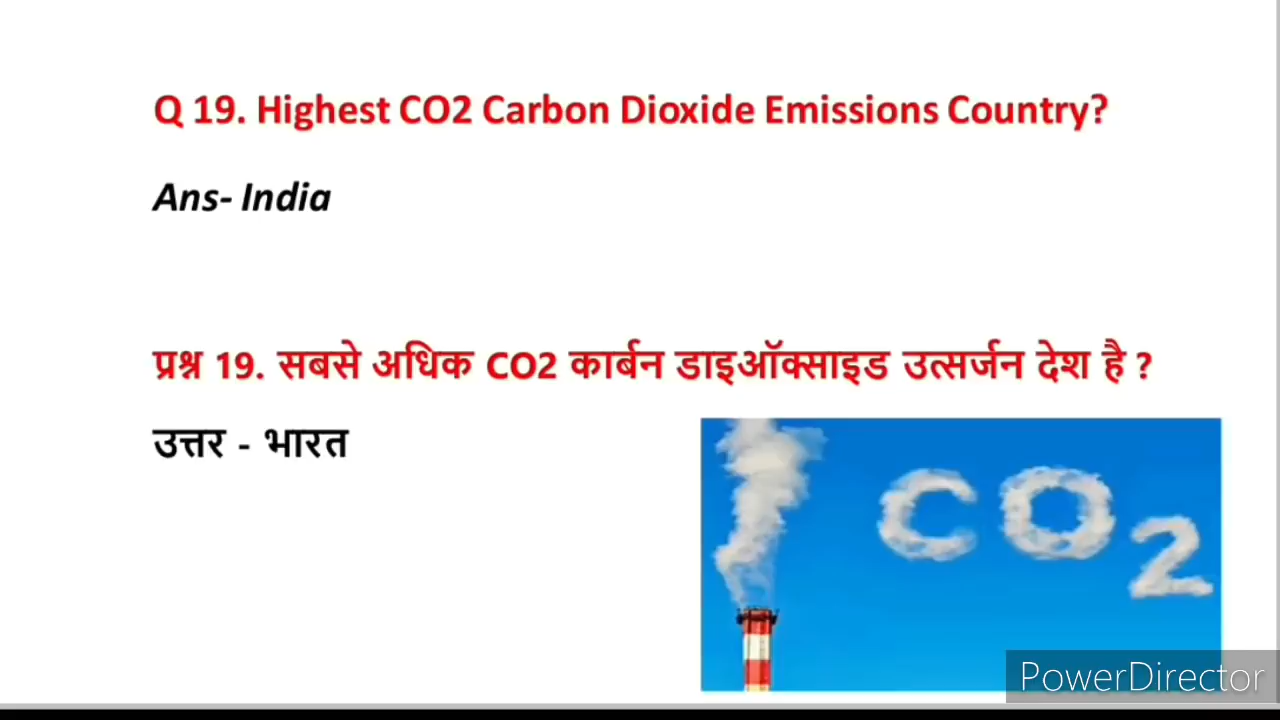 Q 19. Highest CO2 Carbon Dioxide Emissions Country?
Ans- India
प्रश्न 19. सबसे अधिक CO2 कार्बन डाइऑक्साइड उत्सर्जन देश है ?
उत्तर - भारत
CO2
PowerDirector